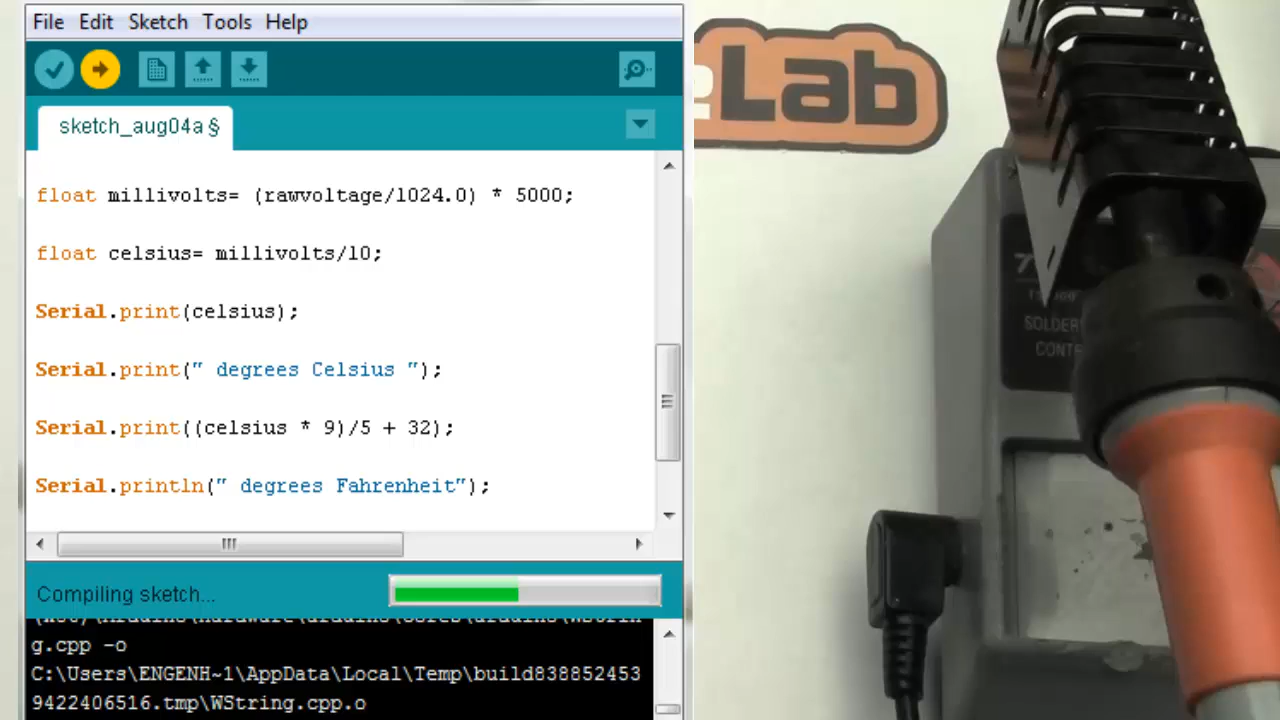 File Edit Sketch Tools Help
sketch_aug04a §
float millivolts= (rawvoltage/1024.0) * 5000;
float celsius= millivolts/10;
Serial.print(celsius);
Serial.print(" degrees Celsius ");
Serial.print((celsius * 9)/5 + 32);
Serial.println(" degrees Fahrenheit");
Compiling sketch...
g.cpp -o
C:\Users\ENGENH~1\AppData\Local\Temp\build838852453
9422406516.tmp\WString.cpp.o
Lab
SOLDER
CONT